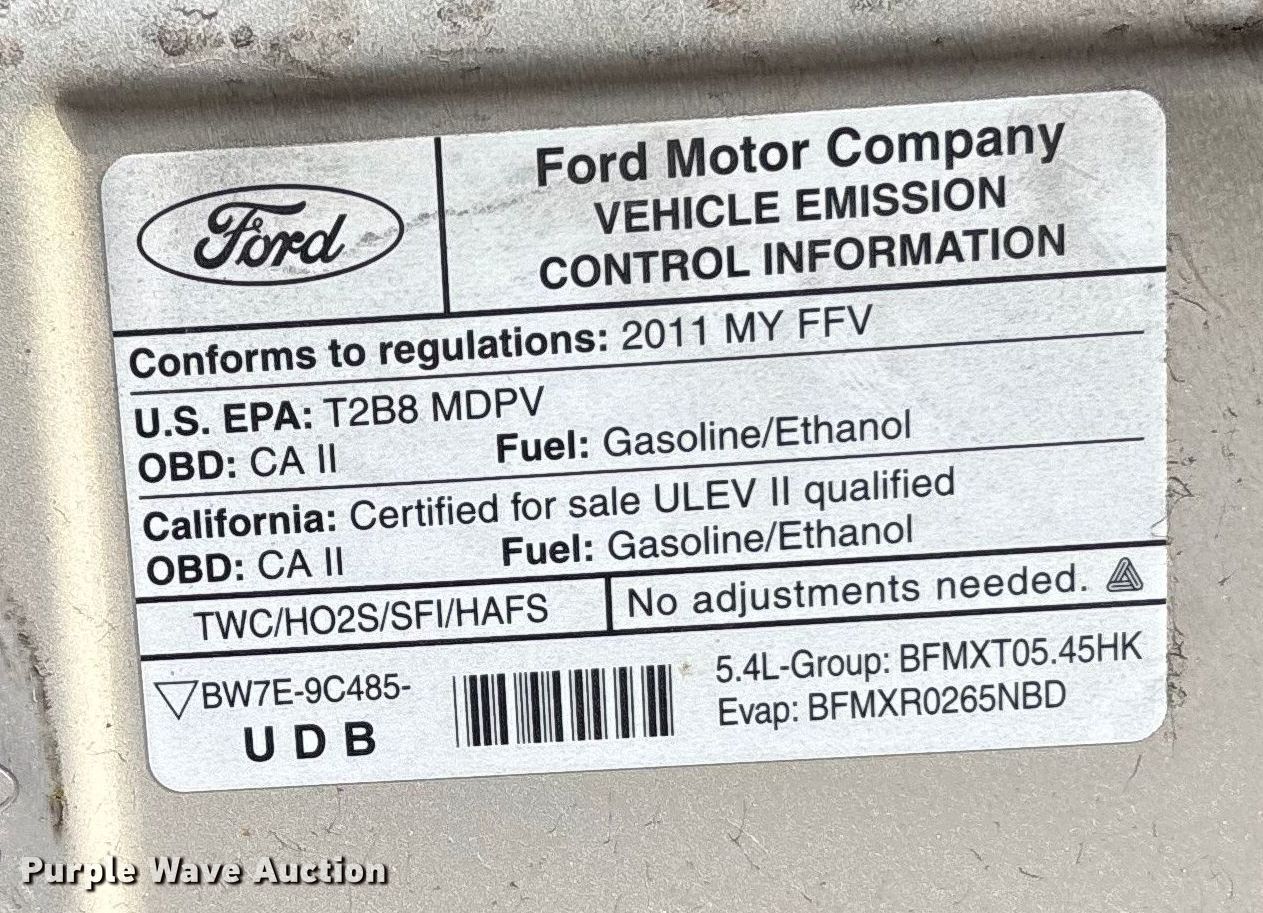 Ford
Ford Motor Company
VEHICLE EMISSION
CONTROL INFORMATION
Conforms to regulations: 2011 MY FFV
U.S. EPA: T2B8 MDPV
OBD: CA II Fuel: Gasoline/Ethanol
California: Certified for sale ULEV II qualified
OBD: CA II Fuel: Gasoline/Ethanol
TWC/HO2S/SFI/HAFS
No adjustments needed.
BW7E-9C485-
U D B
5.4L-Group: BFMXT05.45HK
Evap: BFMXR0265NBD
Purple Wave Auction